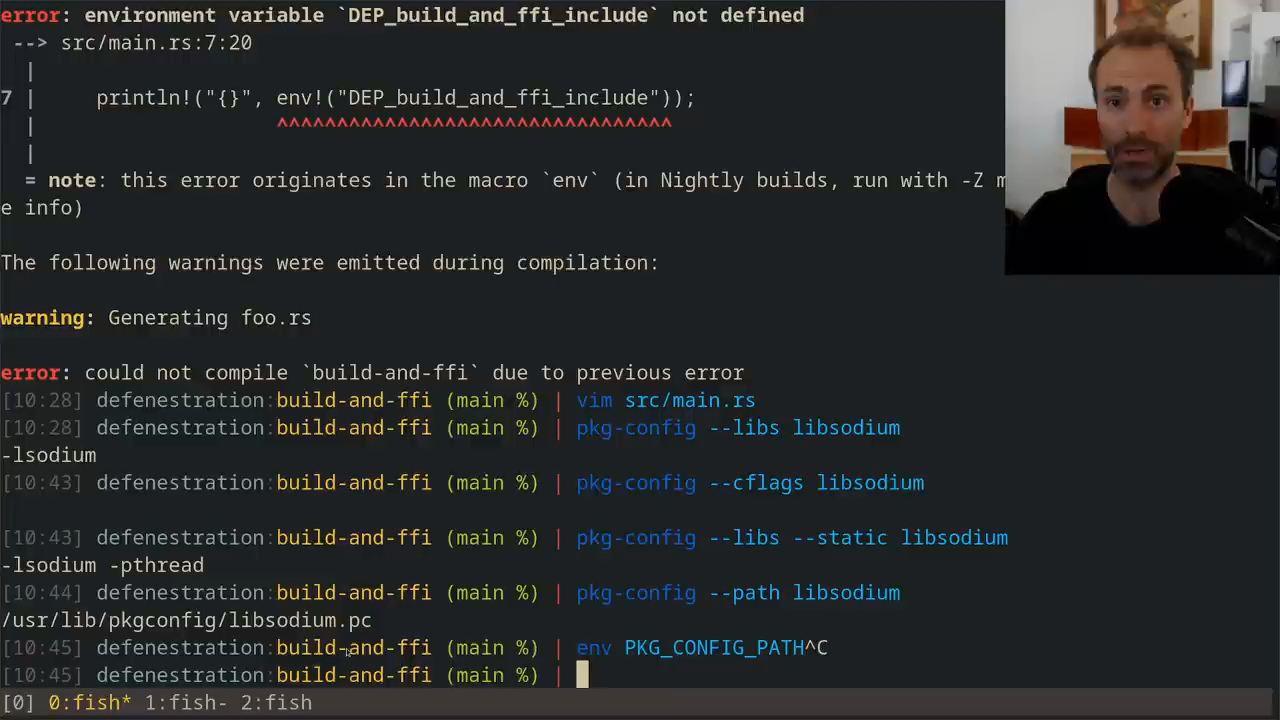 error: environment variable `DEP_build_and_ffi_include` not defined
--> src/main.rs:7:20
|
7 | println!("{}", env!("DEP_build_and_ffi_include"));
| ^^^^^^^^^^^^^^^^^^^^^^^^^^^^^^^^^
|
= note: this error originates in the macro `env` (in Nightly builds, run with -Z m
e info)
The following warnings were emitted during compilation:
warning: Generating foo.rs
error: could not compile `build-and-ffi` due to previous error
[10:28] defenestration:build-and-ffi (main %) | vim src/main.rs
[10:28] defenestration:build-and-ffi (main %) | pkg-config --libs libsodium
-lsodium
[10:43] defenestration:build-and-ffi (main %) | pkg-config --cflags libsodium
[10:43] defenestration:build-and-ffi (main %) | pkg-config --libs --static libsodium
-lsodium -pthread
[10:44] defenestration:build-and-ffi (main %) | pkg-config --path libsodium
/usr/lib/pkgconfig/libsodium.pc
[10:45] defenestration:build-and-ffi (main %) | env PKG_CONFIG_PATH^C
[10:45] defenestration:build-and-ffi (main %) |
[0] 0:fish* 1:fish- 2:fish